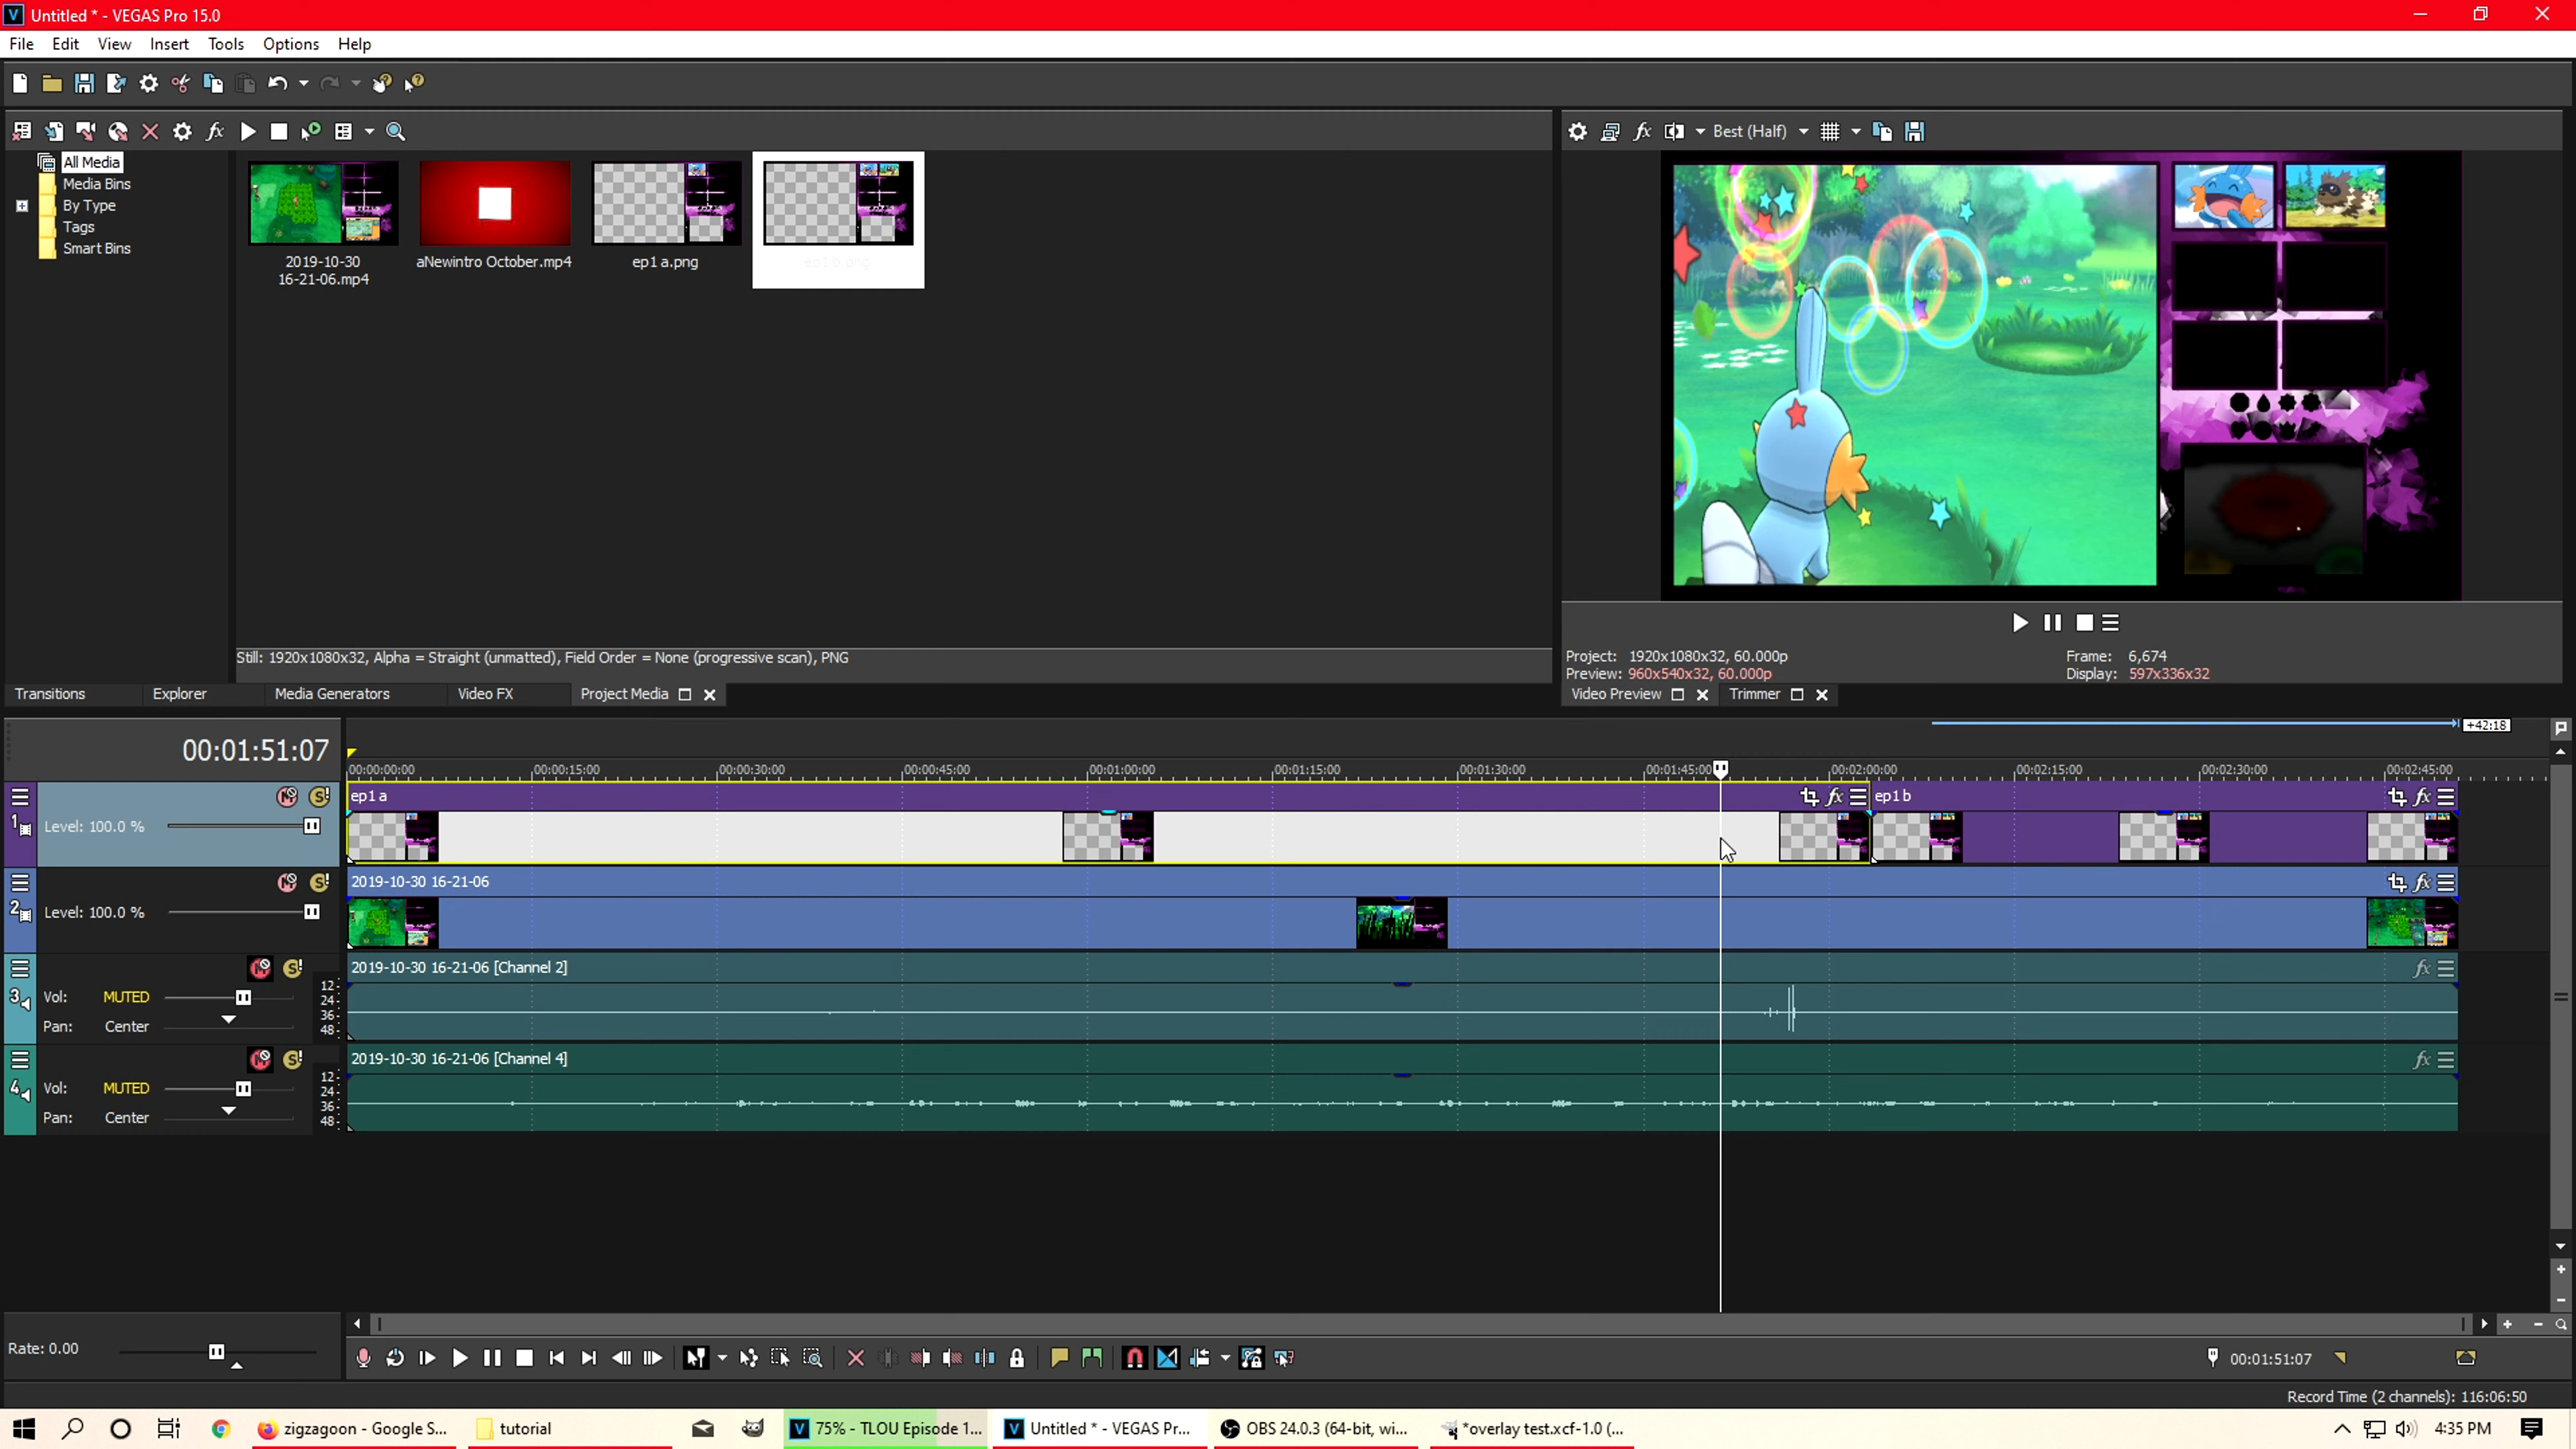 Untitled * - VEGAS Pro 15.0
File Edit View Insert Tools Options Help
All Media
Media Bins
By Type
Tags
Smart Bins
2019-10-30
16-21-06.mp4
aNewintro October.mp4
ep1 a.png
ep1 b.png
Best (Half)
Still: 1920x1080x32, Alpha = Straight (unmatted), Field Order = None (progressive scan), PNG
Project: 1920x1080x32, 60.000p
Frame: 6,674
Preview: 960x540x32, 60.000p
Display: 597x336x32
Transitions Explorer Media Generators Video FX Project Media
Video Preview Trimmer
+42:18
00:01:51:07
00:00:00:00 00:00:15:00 00:00:30:00 00:00:45:00 00:01:00:00 00:01:15:00 00:01:30:00 00:01:45:00 00:02:00:00 00:02:15:00 00:02:30:00 00:02:45:00
ep1 a
ep1 b
1
Level: 100.0 %
2019-10-30 16-21-06
2
Level: 100.0 %
2019-10-30 16-21-06 [Channel 2]
3
Vol: MUTED
Pan: Center
12
24
36
48
2019-10-30 16-21-06 [Channel 4]
4
Vol: MUTED
Pan: Center
12
24
36
48
Rate: 0.00
00:01:51:07
Record Time (2 channels): 116:06:50
zigzagoon - Google S...
tutorial
75% - TLOU Episode 1...
Untitled * - VEGAS Pr...
OBS 24.0.3 (64-bit, wi...
*overlay test.xcf-1.0 (...
4:35 PM